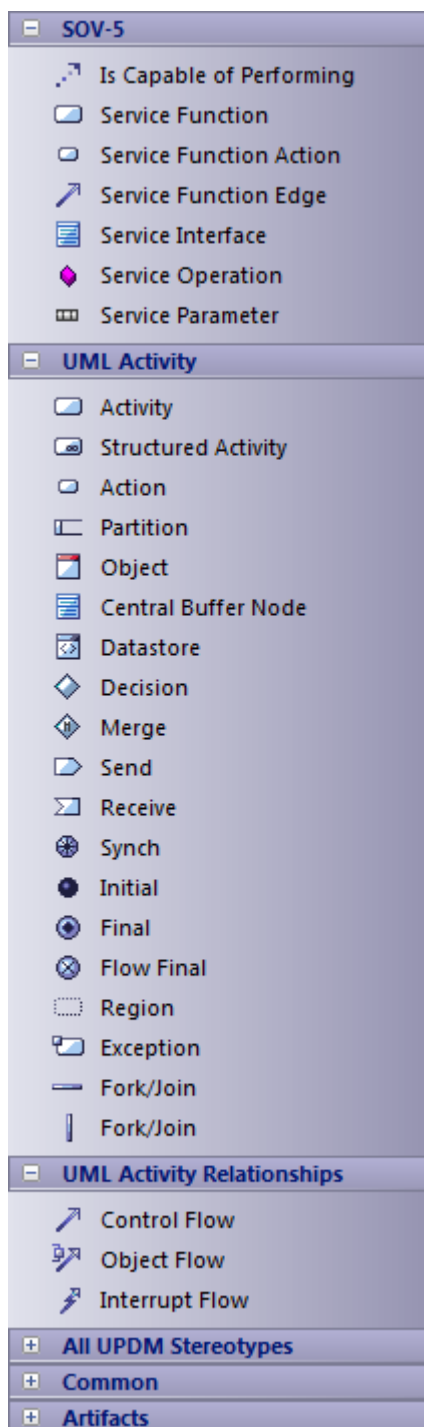 SOV-5
Is Capable of Performing
Service Function
Service Function Action
Service Function Edge
Service Interface
Service Operation
Service Parameter
UML Activity
Activity
Structured Activity
Action
Partition
Object
Central Buffer Node
Datastore
Decision
Merge
Send
Receive
Synch
Initial
Final
Flow Final
Region
Exception
Fork/Join
Fork/Join
UML Activity Relationships
Control Flow
Object Flow
Interrupt Flow
All UPDM Stereotypes
Common
Artifacts